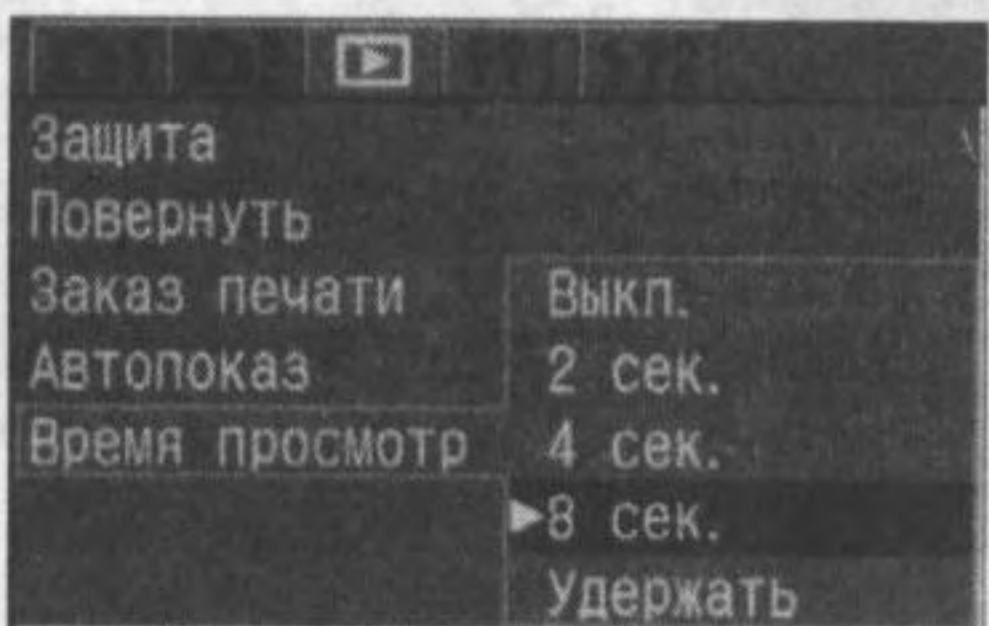 Защита
Повернуть
Заказ печати
Автопоказ
Время просмотр
Выкл.
2 сек.
4 сек.
8 сек.
Удержать